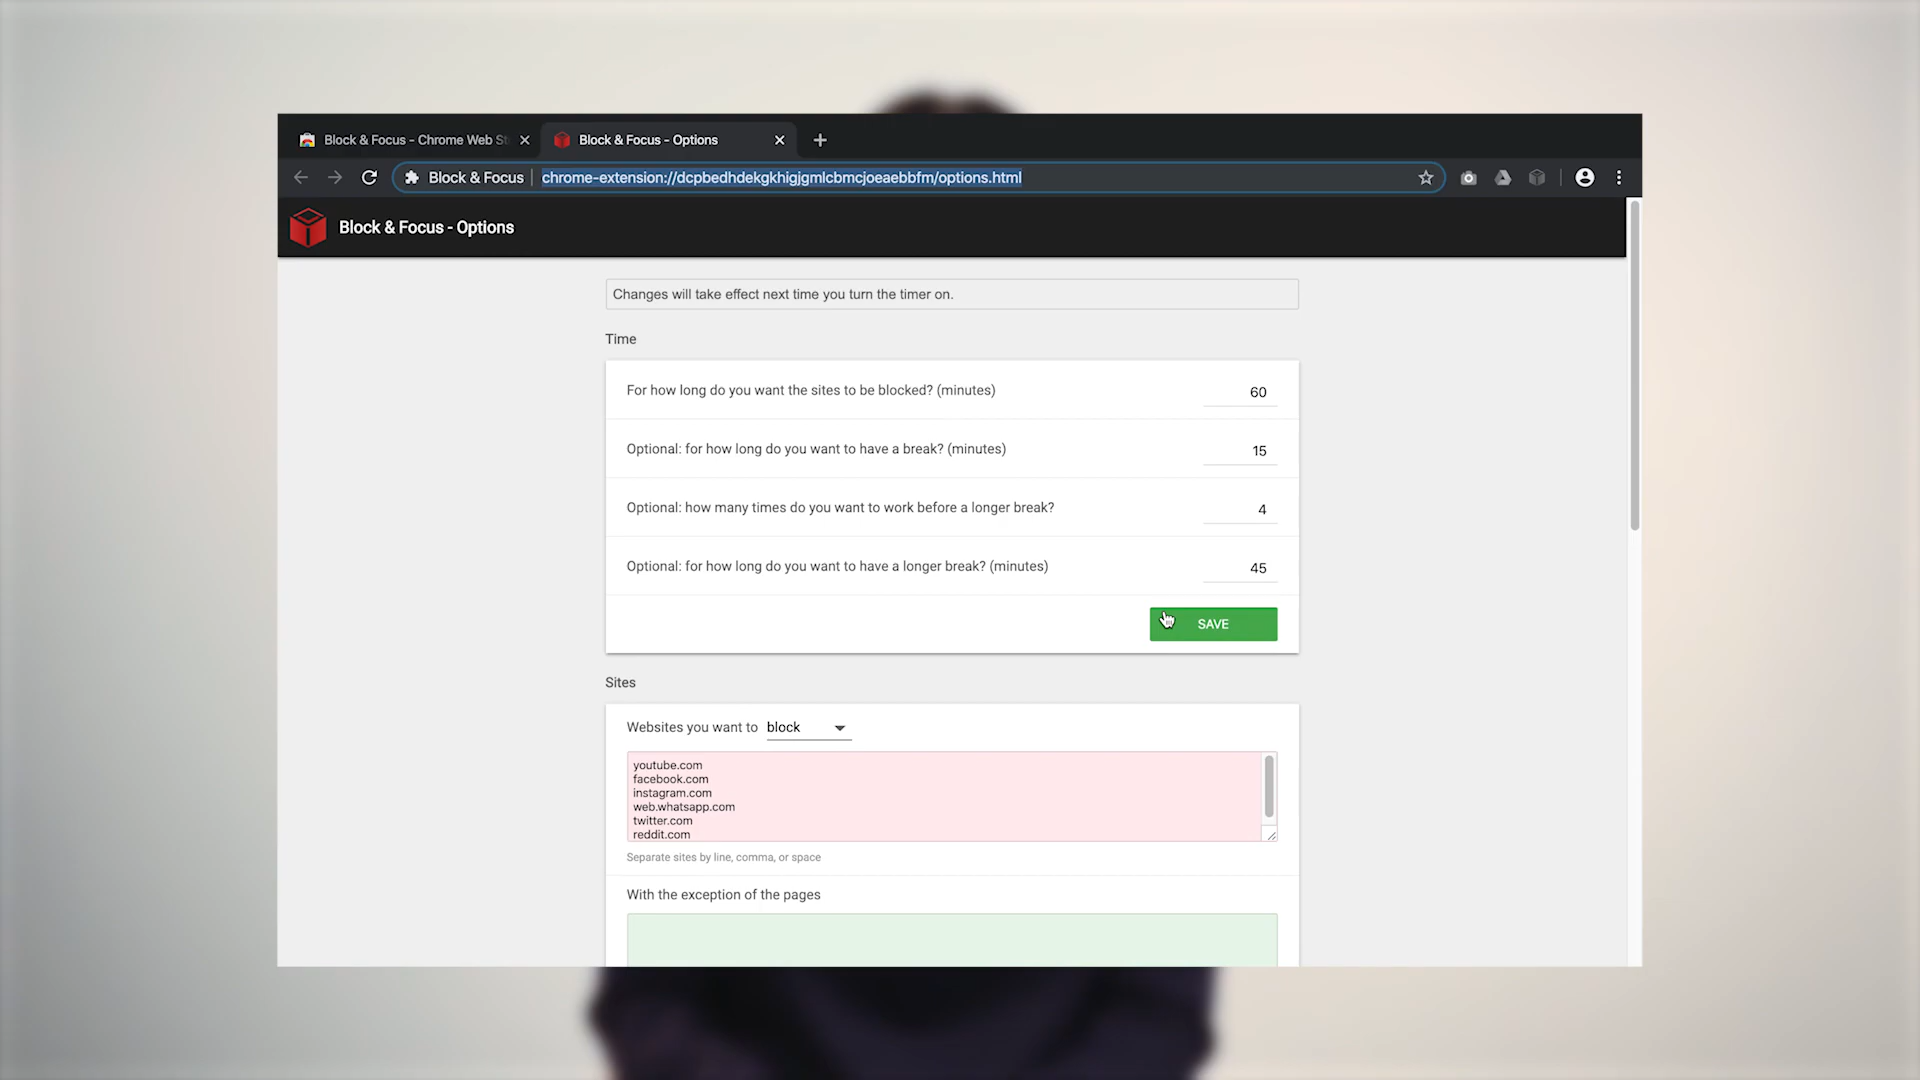 Block & Focus - Chrome Web St
Block & Focus - Options
Block & Focus
chrome-extension://dcpbedhdekgkhigjgmlcbmcjoeaebbfm/options.html
Block & Focus - Options
Changes will take effect next time you turn the timer on.
Time
For how long do you want the sites to be blocked? (minutes)
60
Optional: for how long do you want to have a break? (minutes)
15
Optional: how many times do you want to work before a longer break?
4
Optional: for how long do you want to have a longer break? (minutes)
45
SAVE
Sites
Websites you want to block
youtube.com
facebook.com
instagram.com
web.whatsapp.com
twitter.com
reddit.com
Separate sites by line, comma, or space
With the exception of the pages